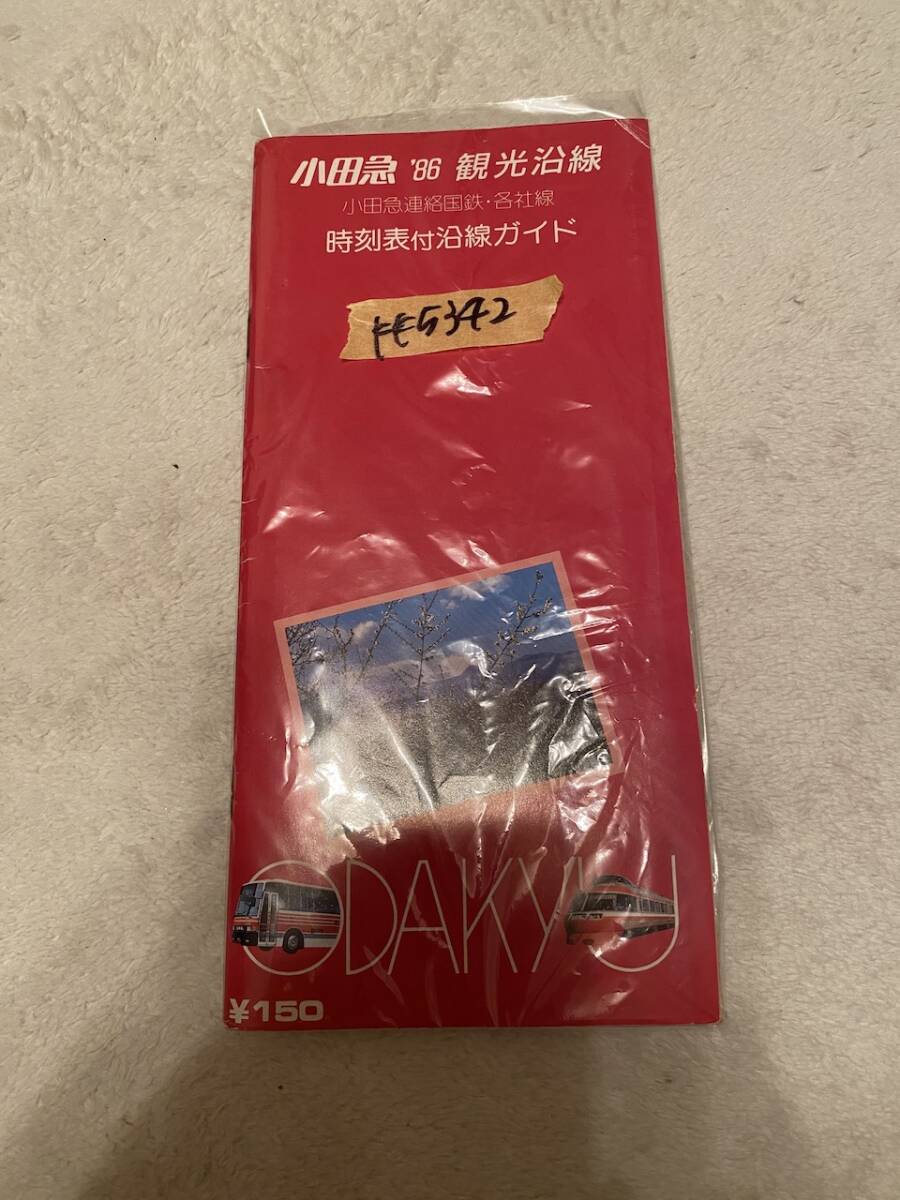 小田急 '86 観光沿線
小田急連絡国鉄・各社線
時刻表付沿線ガイド
5342
ODAKYU
¥150